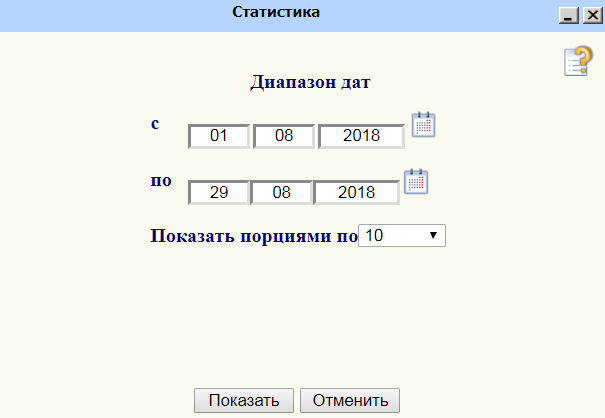 Статистика
Диапазон дат
с 01 08 2018
по 29 08 2018
Показать порциями по 10
Показать Отменить